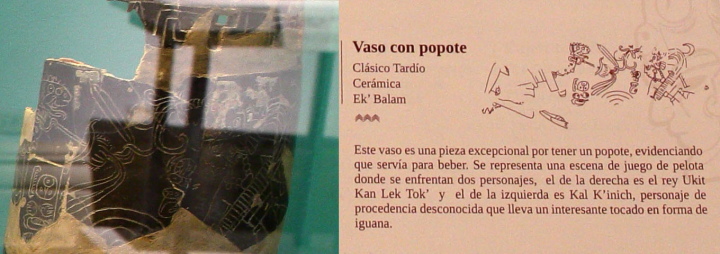 Vaso con popote
Clásico Tardío
Cerámica
Ek' Balam
Este vaso es una pieza excepcional por tener un popote, evidenciando
que servía para beber. Se representa una escena de juego de pelota
donde se enfrentan dos personajes, el de la derecha es el rey Ukit
Kan Lek Tok' y el de la izquierda es Kal K'inich, personaje de
procedencia desconocida que lleva un interesante tocado en forma de
iguana.